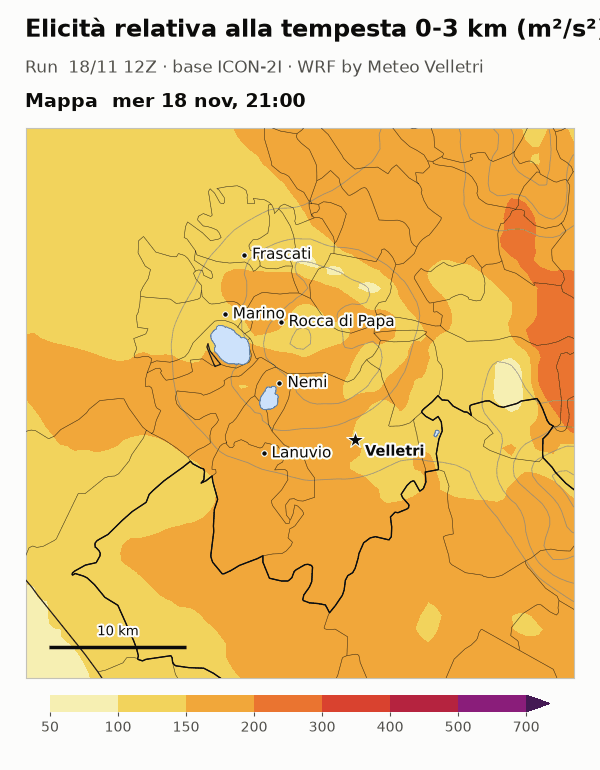 Elicità relativa alla tempesta 0-3 km (m²/s²)
Run  18/11 12Z · base ICON-2I · WRF by Meteo Velletri
Mappa  mer 18 nov, 21:00
Frascati
Marino
Rocca di Papa
Nemi
Velletri
Lanuvio
10 km
50 100 150 200 300 400 500 700